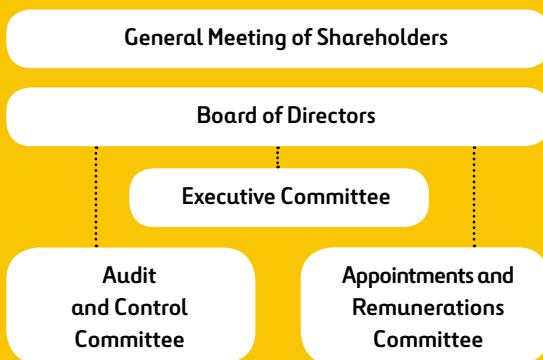 General Meeting of Shareholders
Board of Directors
Executive Committee
Audit
and Control
Committee
Appointments and
Remunerations
Committee